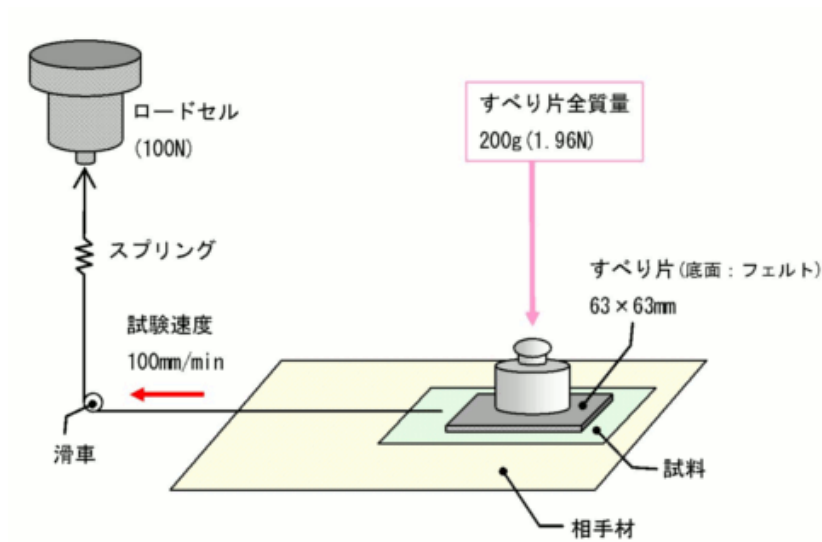 ロードセル
(100N)
すべり片全質量
200g(1.96N)
スプリング
すべり片(底面：フェルト)
63×63mm
試験速度
100mm/min
滑車
試料
相手材